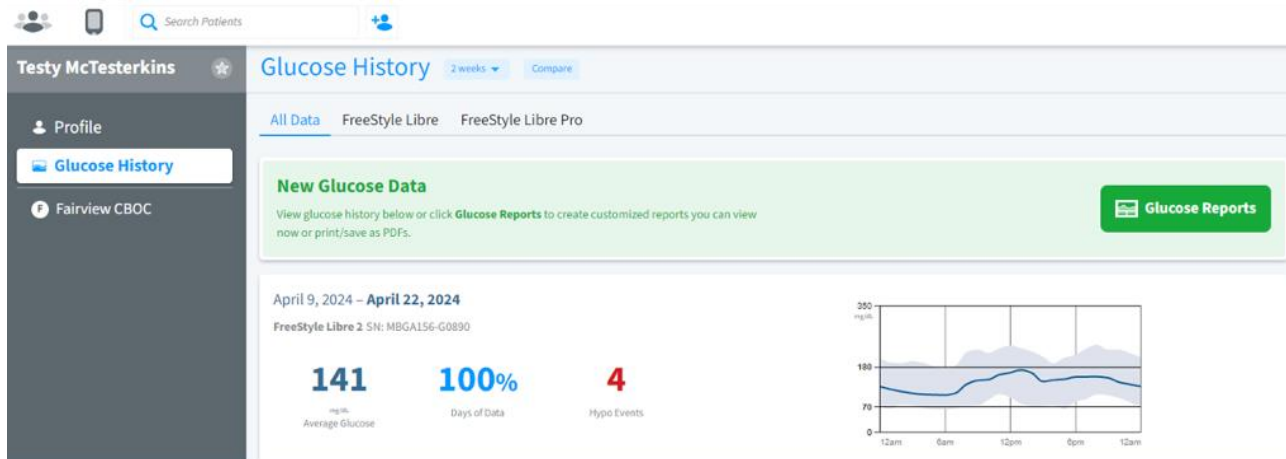 Search Patients
Testy McTesterkins
Profile
Glucose History
F Fairview CBOC
Glucose History 2 weeks Compare
All Data FreeStyle Libre FreeStyle Libre Pro
New Glucose Data
View glucose history below or click Glucose Reports to create customized reports you can view
now or print/save as PDFs.
Glucose Reports
April 9, 2024 – April 22, 2024
FreeStyle Libre 2 SN: MBGA156-G0890
141 100% 4
mg/dL
Average Glucose Days of Data Hypo Events
350
mg/dL
180
70
0
12am 6am 12pm 6pm 12am